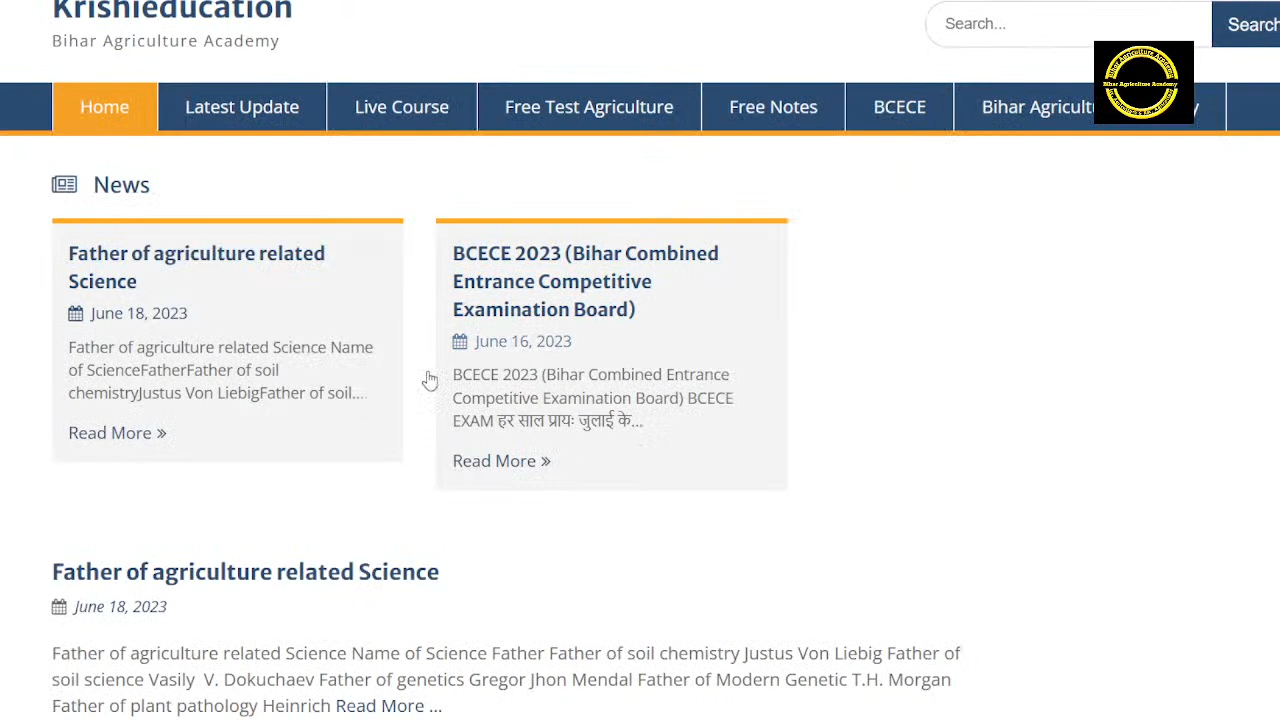 Krishieducation
Bihar Agriculture Academy
Search...
Search
Home
Latest Update
Live Course
Free Test Agriculture
Free Notes
BCECE
Bihar Agricult
Bihar Agriculture Academy
News
Father of agriculture related
Science
June 18, 2023
Father of agriculture related Science Name
of ScienceFatherFather of soil
chemistryJustus Von LiebigFather of soil....
Read More »
BCECE 2023 (Bihar Combined
Entrance Competitive
Examination Board)
June 16, 2023
BCECE 2023 (Bihar Combined Entrance
Competitive Examination Board) BCECE
EXAM हर साल प्रायः जुलाई के...
Read More »
Father of agriculture related Science
June 18, 2023
Father of agriculture related Science Name of Science Father Father of soil chemistry Justus Von Liebig Father of
soil science Vasily V. Dokuchaev Father of genetics Gregor Jhon Mendal Father of Modern Genetic T.H. Morgan
Father of plant pathology Heinrich Read More ...